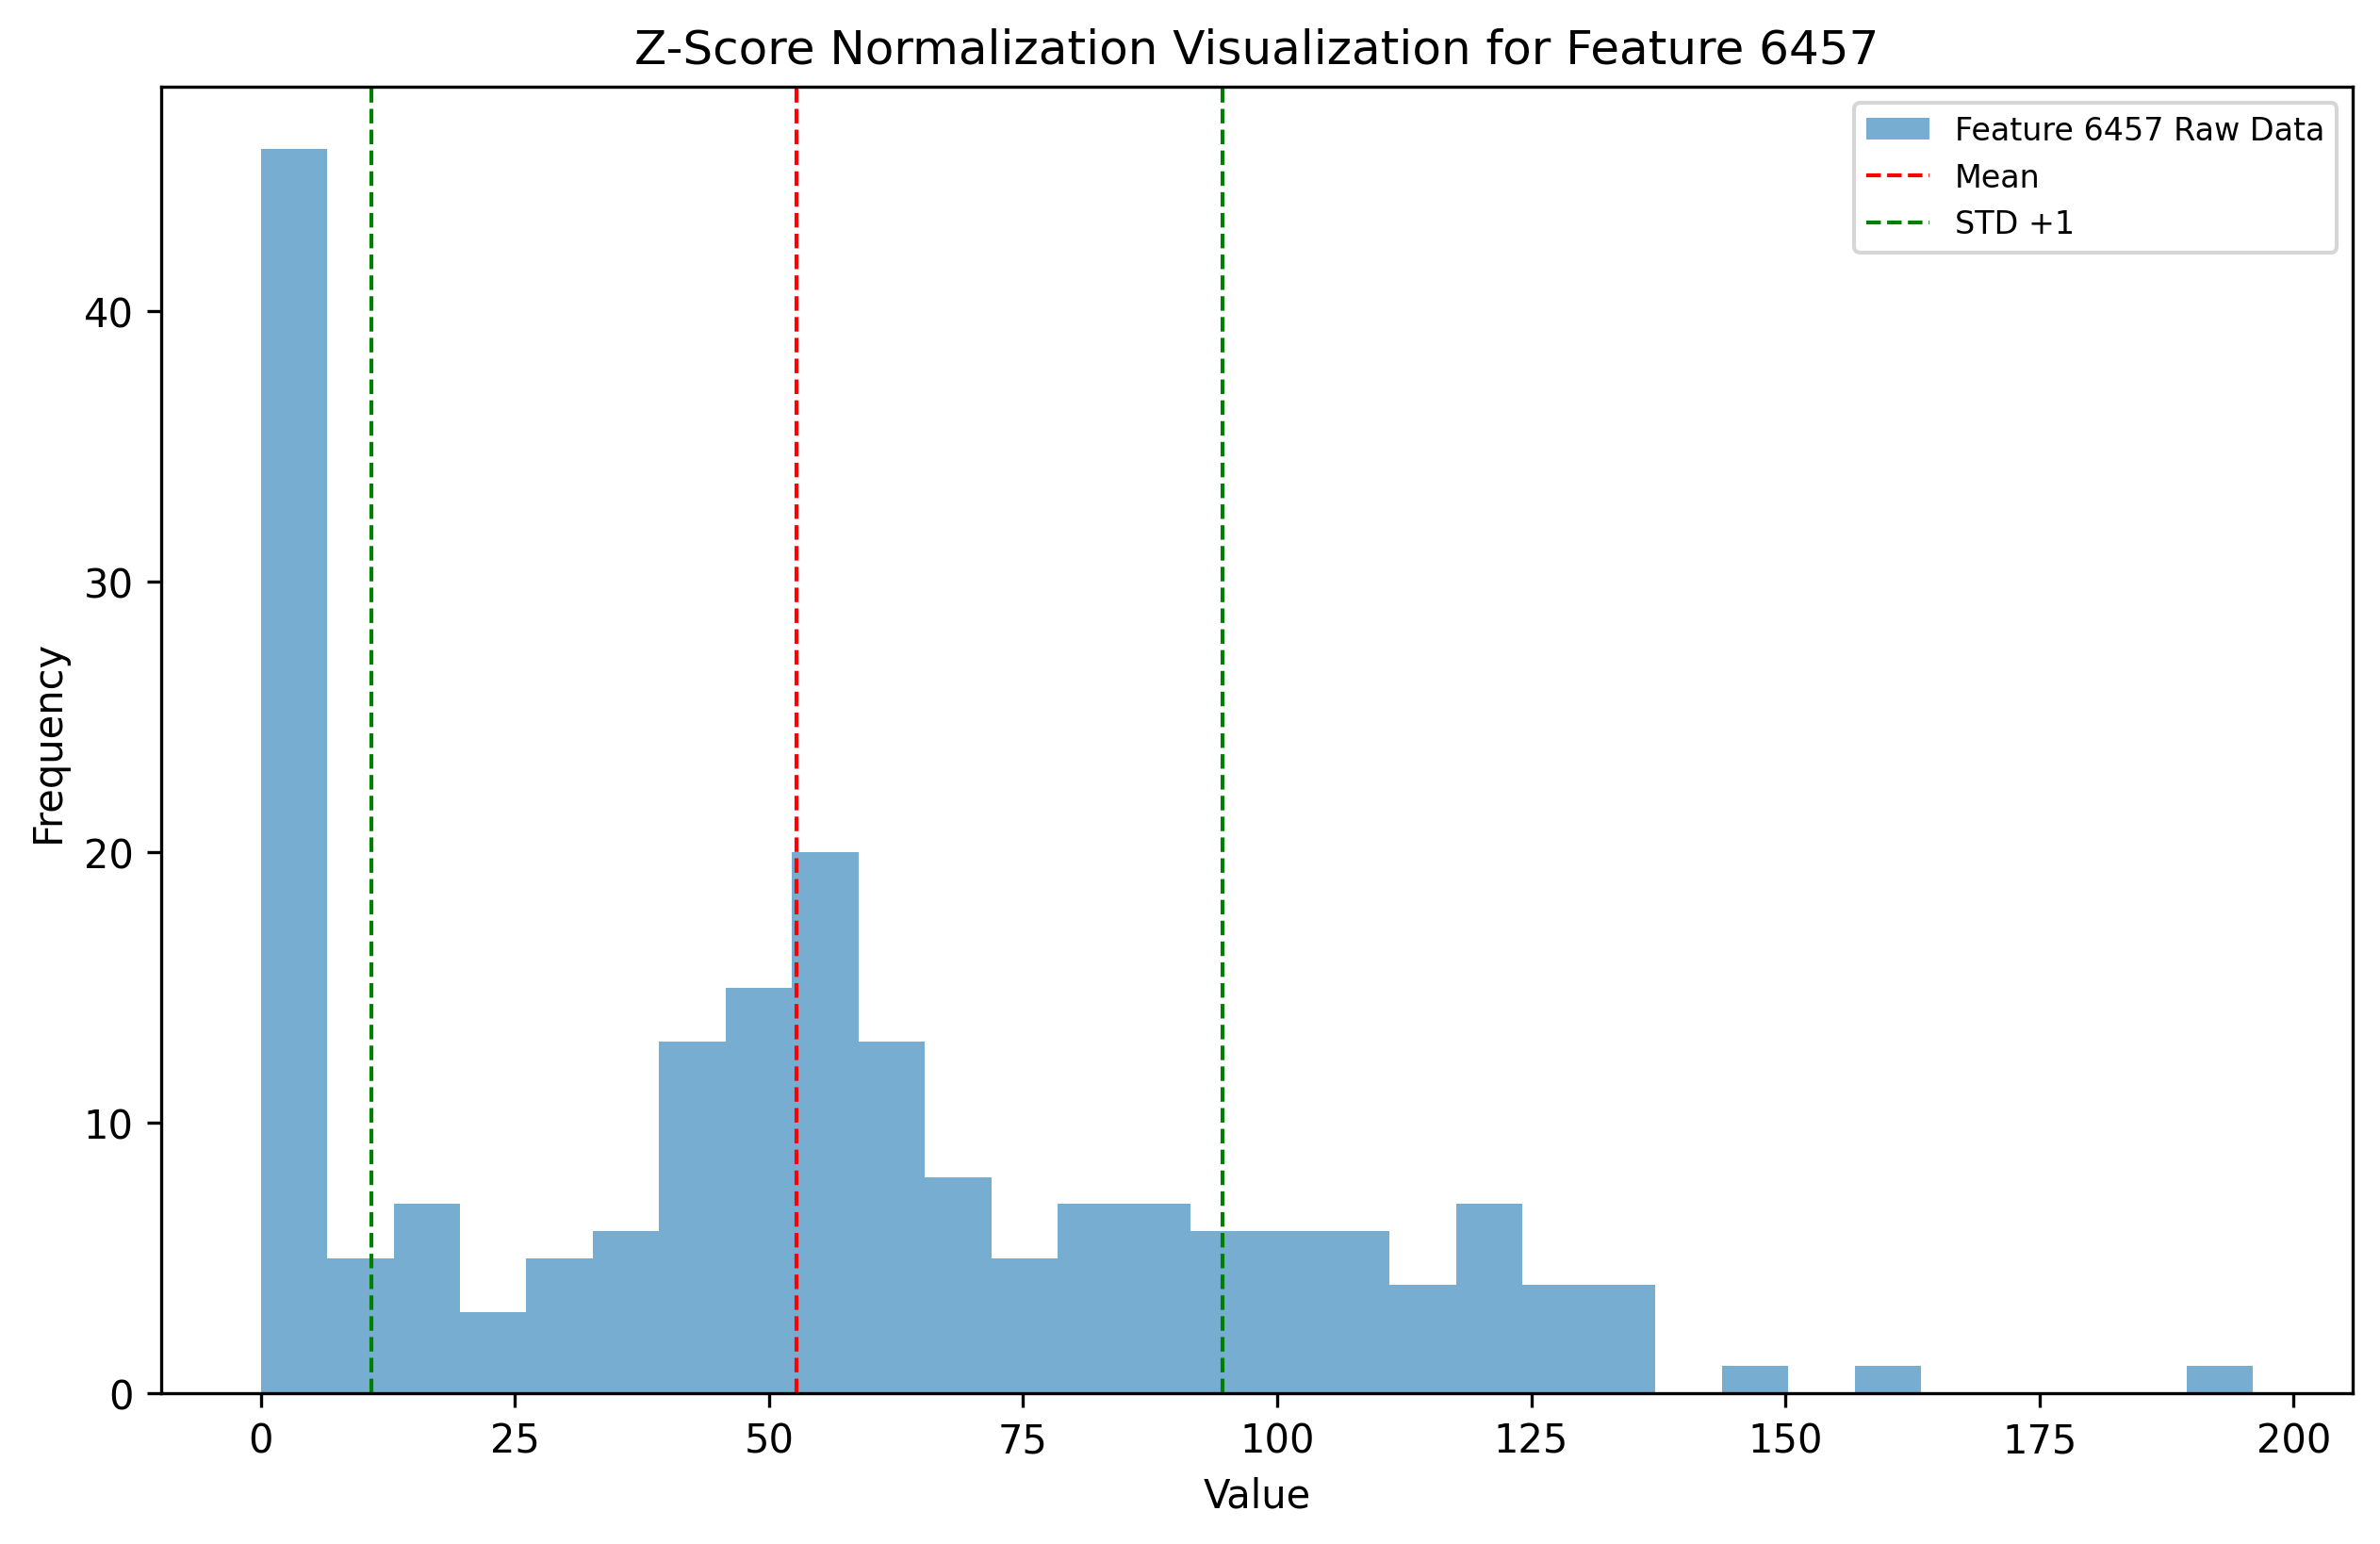 Z-Score Normalization Visualization for Feature 6457
Feature 6457 Raw Data
Mean
STD +1
40
30
20
10
0
Frequency
0 25 50 75 100 125 150 175 200
Value